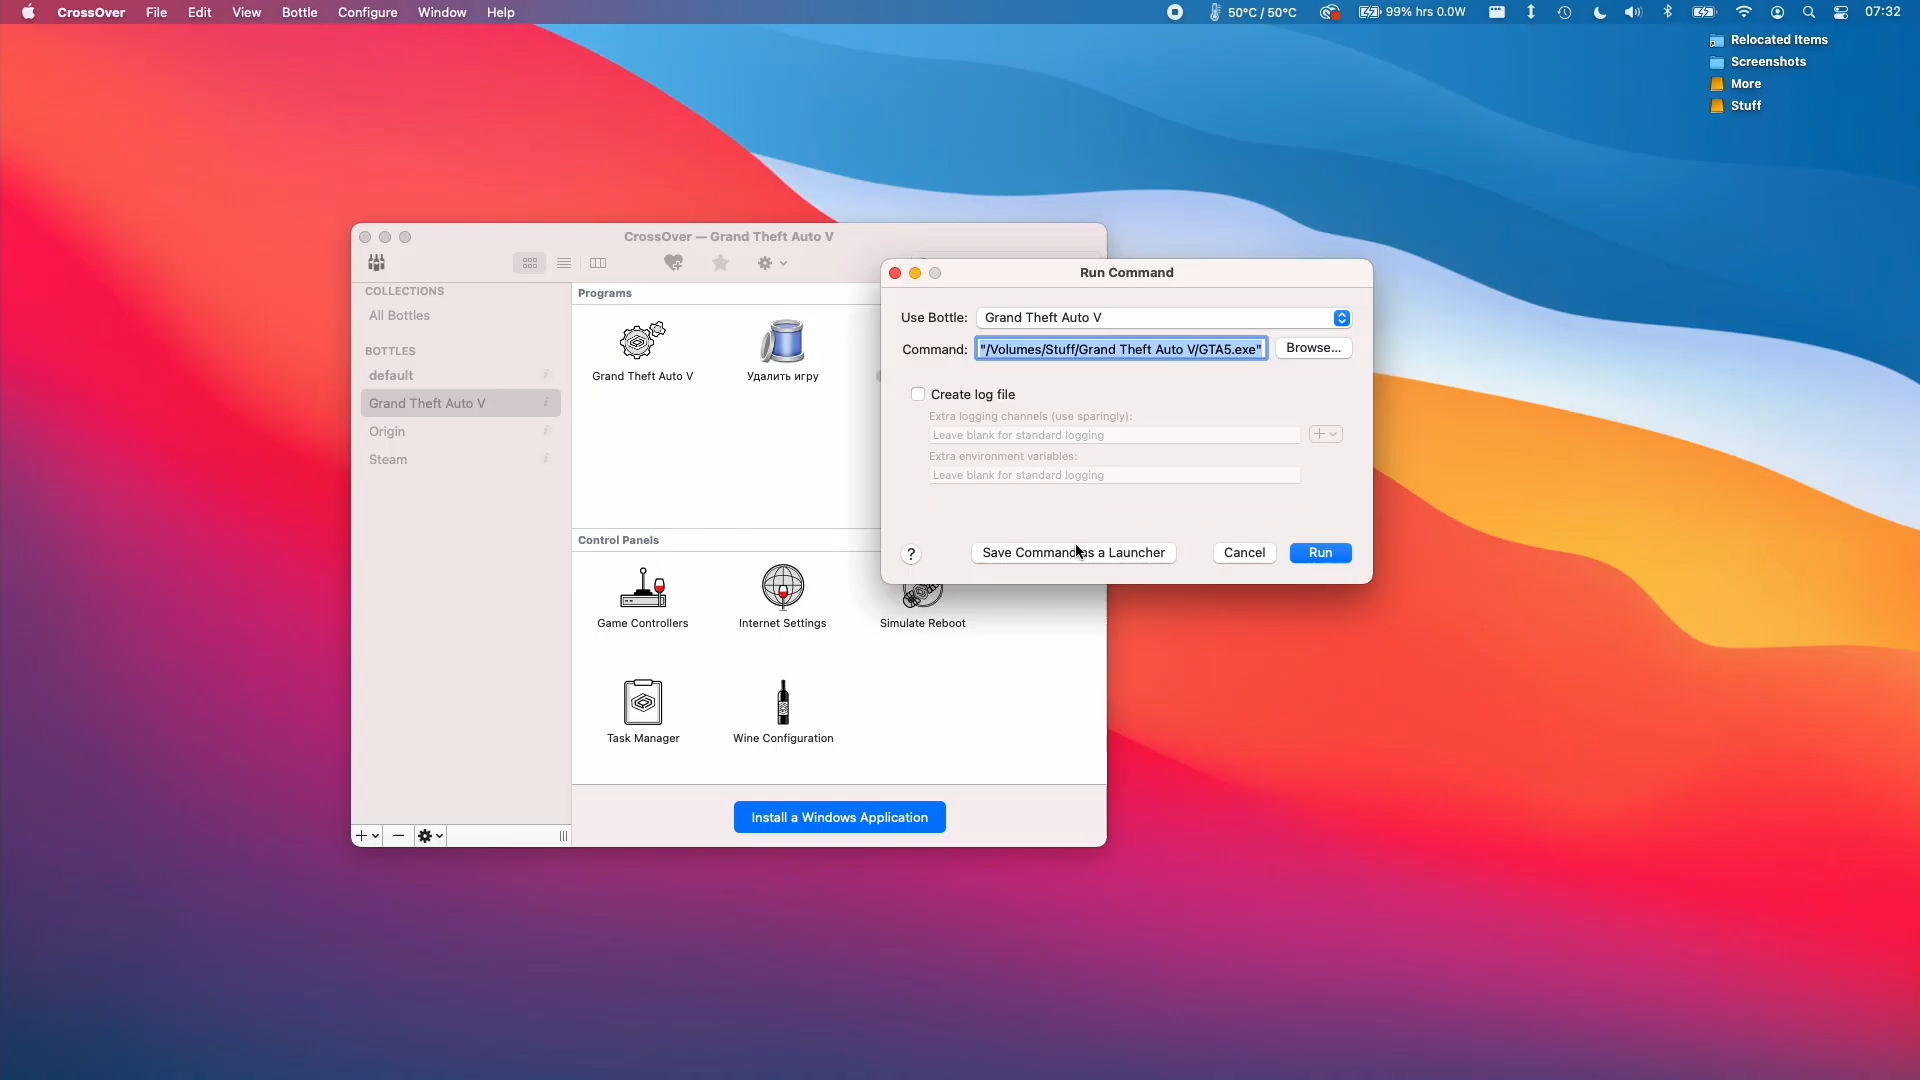 CrossOver File Edit View Bottle Configure Window Help 50°C / 50°C 99% hrs 0.0W 07:32
Relocated Items
Screenshots
More
Stuff
CrossOver — Grand Theft Auto V
COLLECTIONS
All Bottles
BOTTLES
default
Grand Theft Auto V
Origin
Steam
Programs
Grand Theft Auto V
Удалить игру
Control Panels
Game Controllers
Internet Settings
Simulate Reboot
Task Manager
Wine Configuration
Install a Windows Application
Run Command
Use Bottle: Grand Theft Auto V
Command: "/Volumes/Stuff/Grand Theft Auto V/GTA5.exe" Browse...
Create log file
Extra logging channels (use sparingly):
Leave blank for standard logging
Extra environment variables:
Leave blank for standard logging
? Save Command as a Launcher Cancel Run